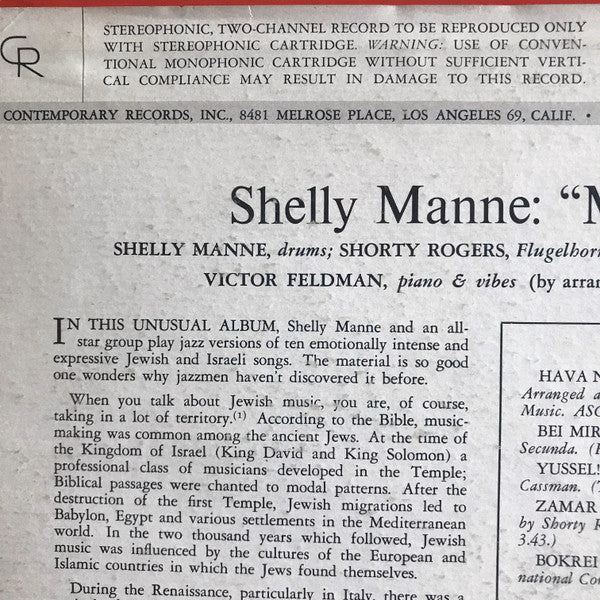 CR
STEREOPHONIC, TWO-CHANNEL RECORD TO BE REPRODUCED ONLY
WITH STEREOPHONIC CARTRIDGE. WARNING: USE OF CONVEN-
TIONAL MONOPHONIC CARTRIDGE WITHOUT SUFFICIENT VERTI-
CAL COMPLIANCE MAY RESULT IN DAMAGE TO THIS RECORD.
CONTEMPORARY RECORDS, INC., 8481 MELROSE PLACE, LOS ANGELES 69, CALIF. •
Shelly Manne: “M
SHELLY MANNE, drums; SHORTY ROGERS, Flugelhorn
VICTOR FELDMAN, piano & vibes (by arran
IN THIS UNUSUAL ALBUM, Shelly Manne and an all-
star group play jazz versions of ten emotionally intense and
expressive Jewish and Israeli songs. The material is so good
one wonders why jazzmen haven't discovered it before.
When you talk about Jewish music, you are, of course,
taking in a lot of territory.(1) According to the Bible, music-
making was common among the ancient Jews. At the time of
the Kingdom of Israel (King David and King Solomon) a
professional class of musicians developed in the Temple;
Biblical passages were chanted to modal patterns. After the
destruction of the first Temple, Jewish migrations led to
Babylon, Egypt and various settlements in the Mediterranean
world. In the two thousand years which followed, Jewish
music was influenced by the cultures of the European and
Islamic countries in which the Jews found themselves.
During the Renaissance, particularly in Italy, there was a
HAVA N
Arranged a
Music. ASC
BEI MIR
Secunda. (
YUSSEL!
Cassman. (
ZAMAR
by Shorty R
3.43.)
BOKREI
national Co